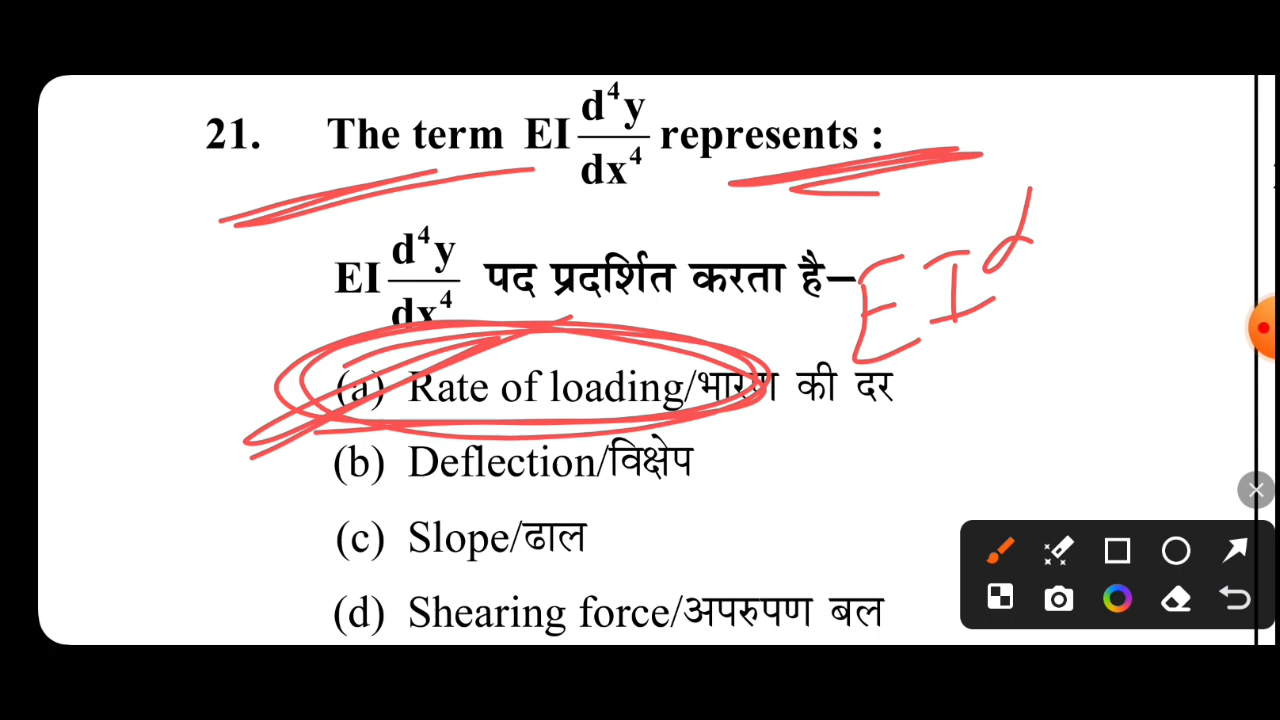 21. The term EI d⁴y/dx⁴ represents :
EI d⁴y/dx⁴ पद प्रदर्शित करता है–
EId
(a) Rate of loading/भारण की दर
(b) Deflection/विक्षेप
(c) Slope/ढाल
(d) Shearing force/अपरुपण बल